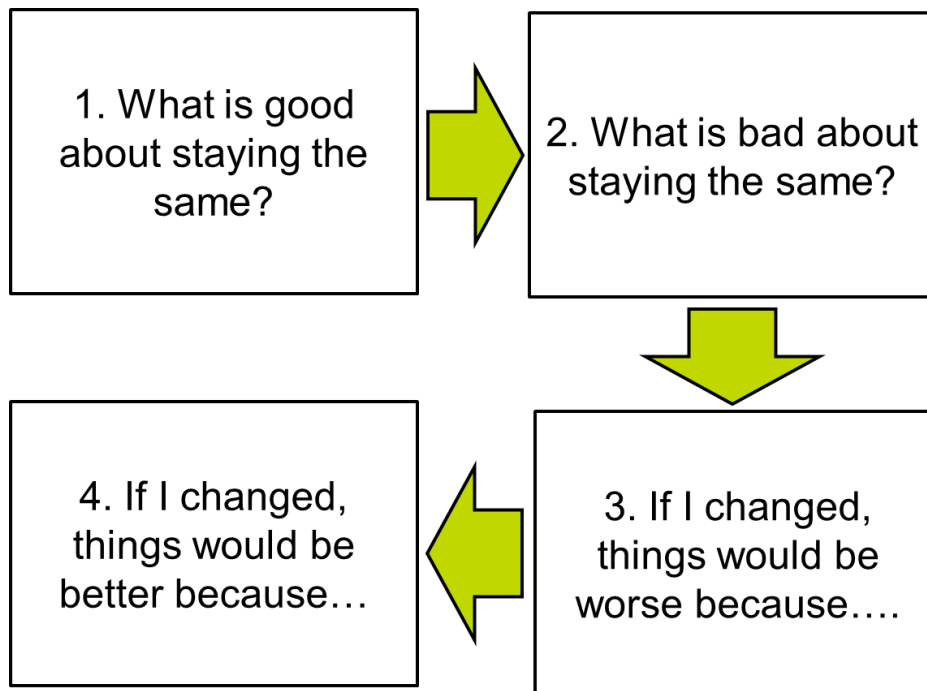 1. What is good
about staying the
same?
2. What is bad about
staying the same?
3. If I changed,
things would be
worse because....
4. If I changed,
things would be
better because…